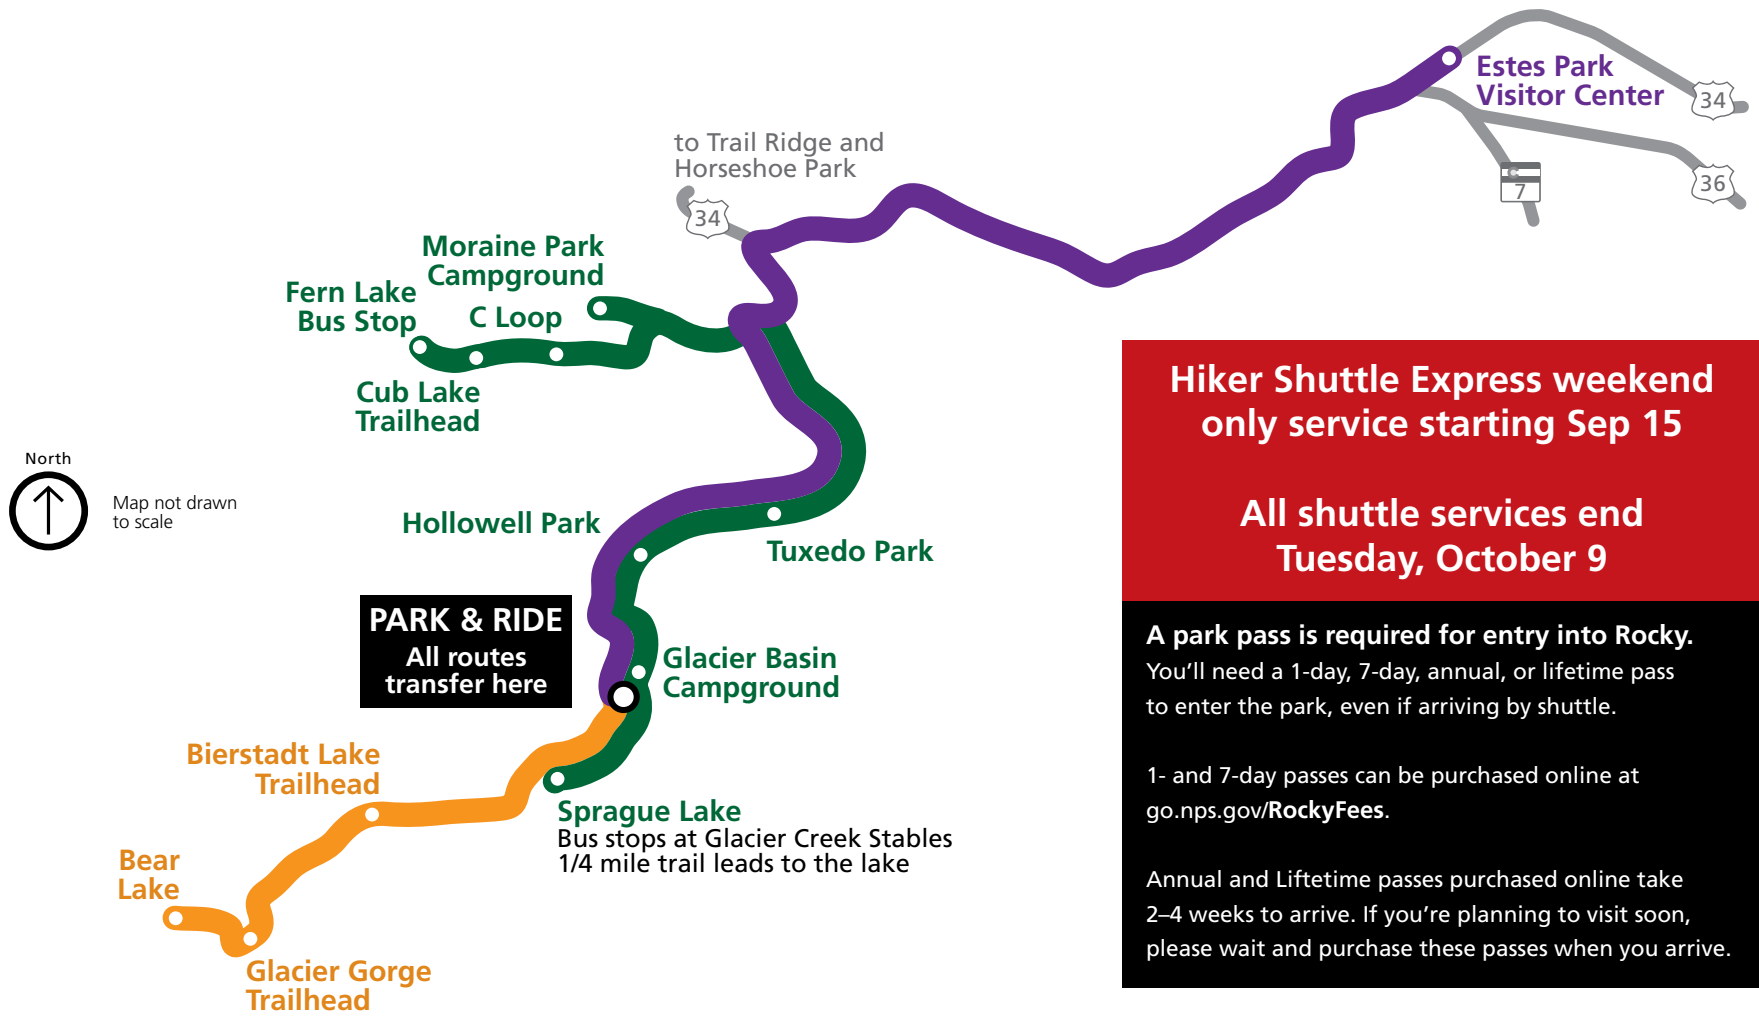 Estes Park
Visitor Center
34
36
C
7
to Trail Ridge and
Horseshoe Park
34
Moraine Park
Campground
Fern Lake
Bus Stop
C Loop
Cub Lake
Trailhead
North
Map not drawn
to scale
Hollowell Park
Tuxedo Park
PARK & RIDE
All routes
transfer here
Glacier Basin
Campground
Bierstadt Lake
Trailhead
Sprague Lake
Bus stops at Glacier Creek Stables
1/4 mile trail leads to the lake
Bear
Lake
Glacier Gorge
Trailhead
Hiker Shuttle Express weekend
only service starting Sep 15
All shuttle services end
Tuesday, October 9
A park pass is required for entry into Rocky.
You’ll need a 1-day, 7-day, annual, or lifetime pass
to enter the park, even if arriving by shuttle.
1- and 7-day passes can be purchased online at
go.nps.gov/RockyFees.
Annual and Liftetime passes purchased online take
2–4 weeks to arrive. If you’re planning to visit soon,
please wait and purchase these passes when you arrive.